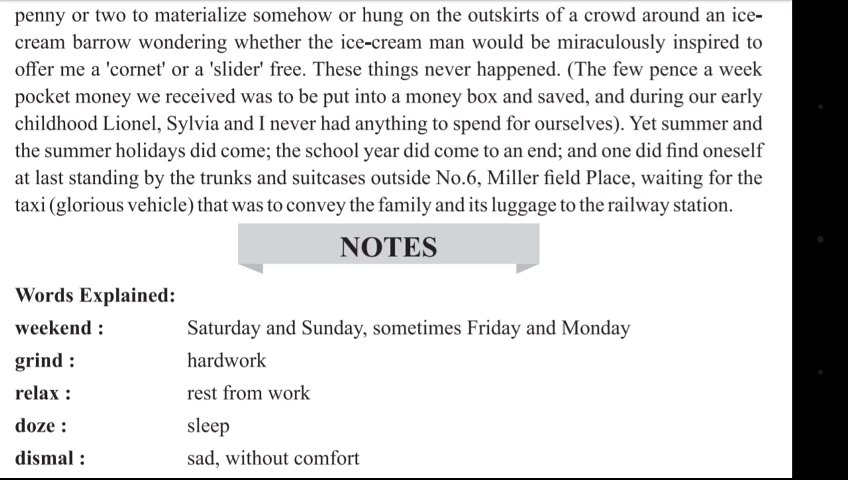 penny or two to materialize somehow or hung on the outskirts of a crowd around an ice-
cream barrow wondering whether the ice-cream man would be miraculously inspired to
offer me a 'cornet' or a 'slider' free. These things never happened. (The few pence a week
pocket money we received was to be put into a money box and saved, and during our early
childhood Lionel, Sylvia and I never had anything to spend for ourselves). Yet summer and
the summer holidays did come; the school year did come to an end; and one did find oneself
at last standing by the trunks and suitcases outside No.6, Miller field Place, waiting for the
taxi (glorious vehicle) that was to convey the family and its luggage to the railway station.
NOTES
Words Explained:
weekend : Saturday and Sunday, sometimes Friday and Monday
grind : hardwork
relax : rest from work
doze : sleep
dismal : sad, without comfort